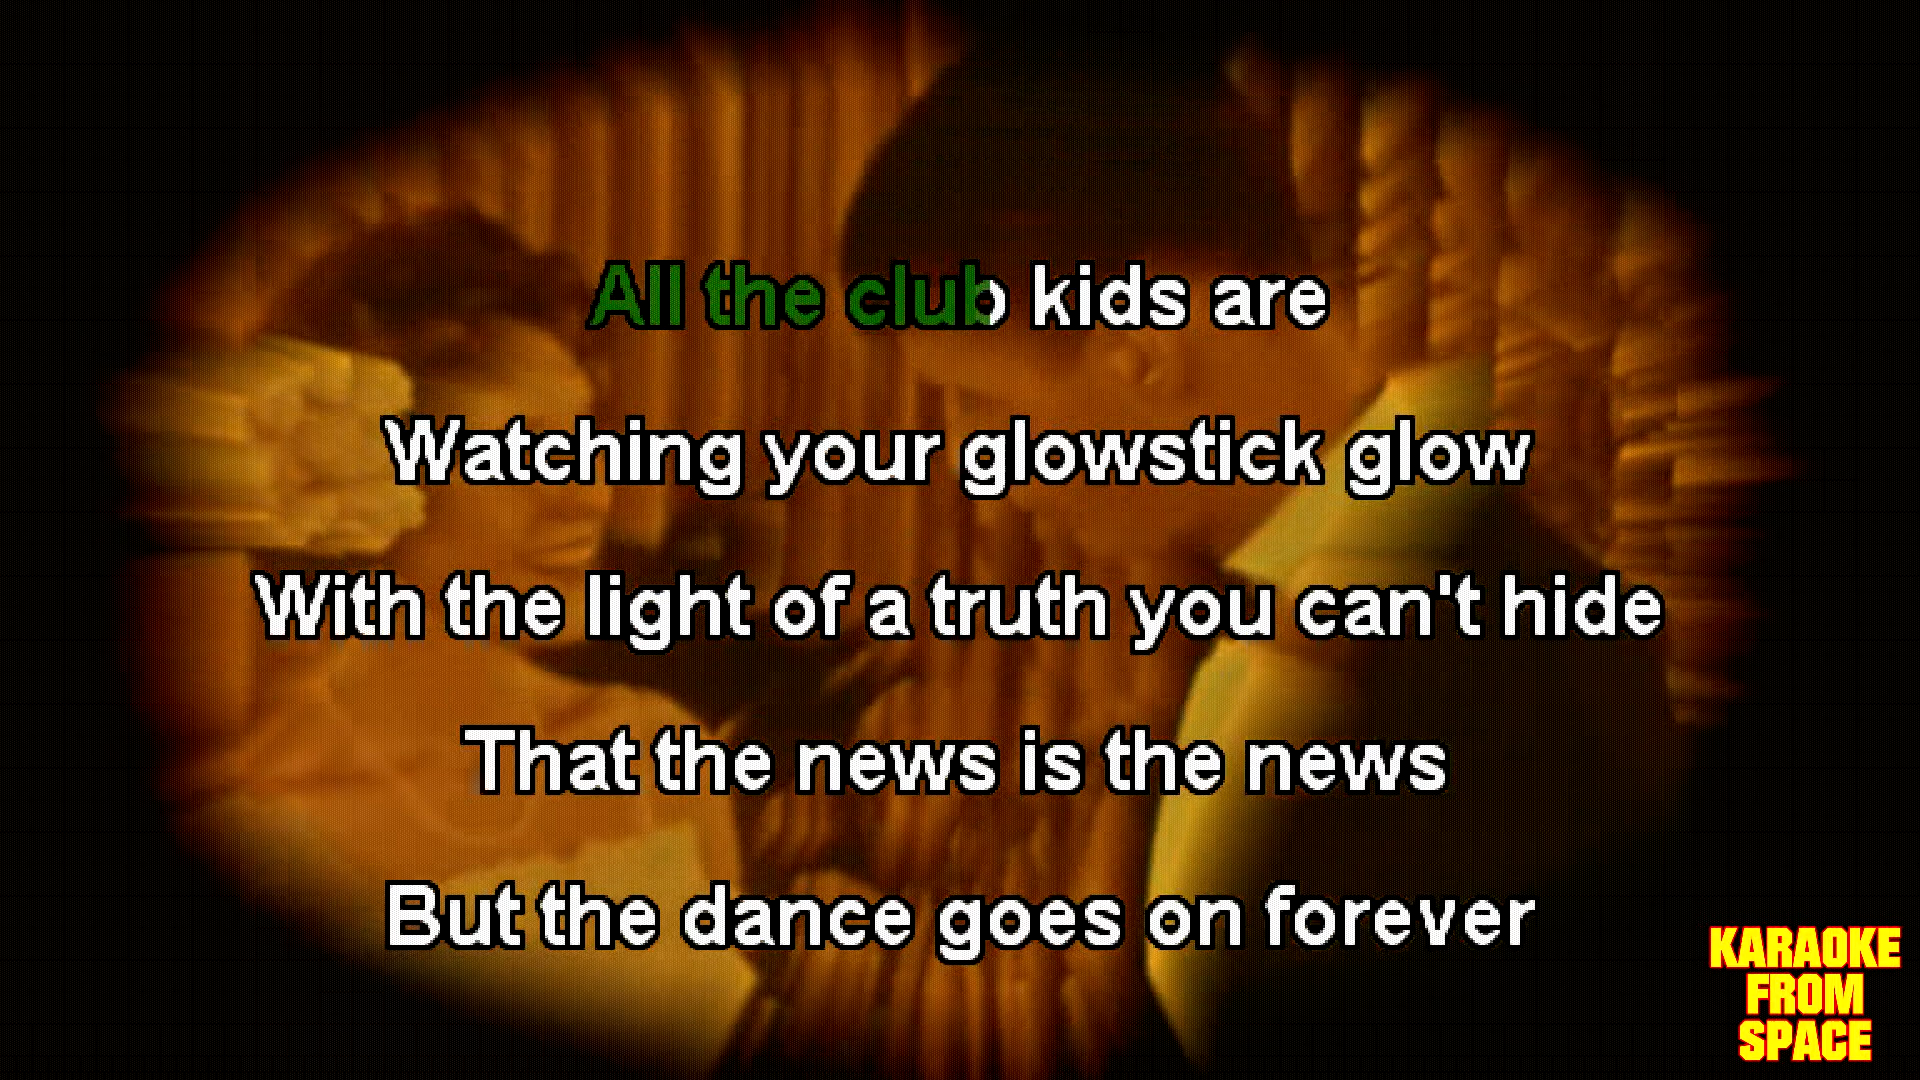 All the club kids are
Watching your glowstick glow
With the light of a truth you can't hide
That the news is the news
But the dance goes on forever
KARAOKE
FROM
SPACE